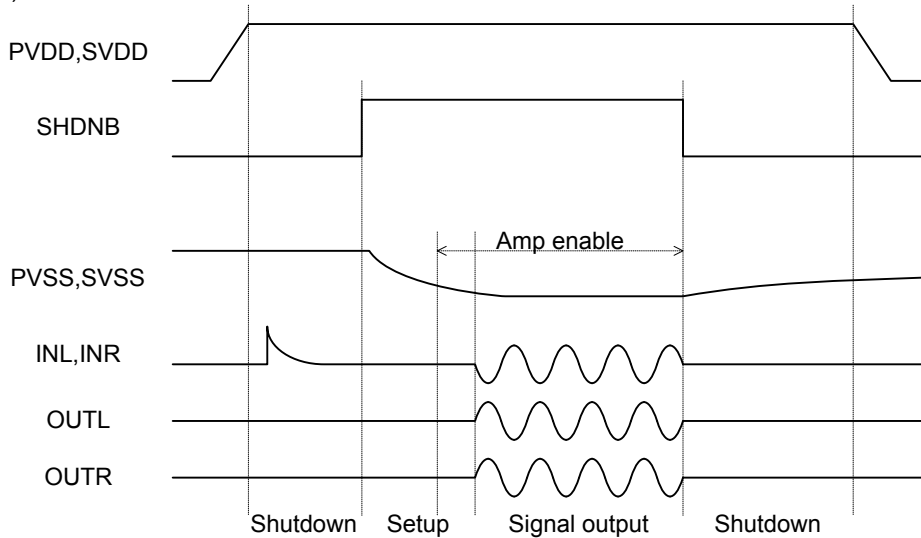 PVDD,SVDD
SHDNB
Amp enable
PVSS,SVSS
INL,INR
OUTL
OUTR
Shutdown Setup Signal output Shutdown